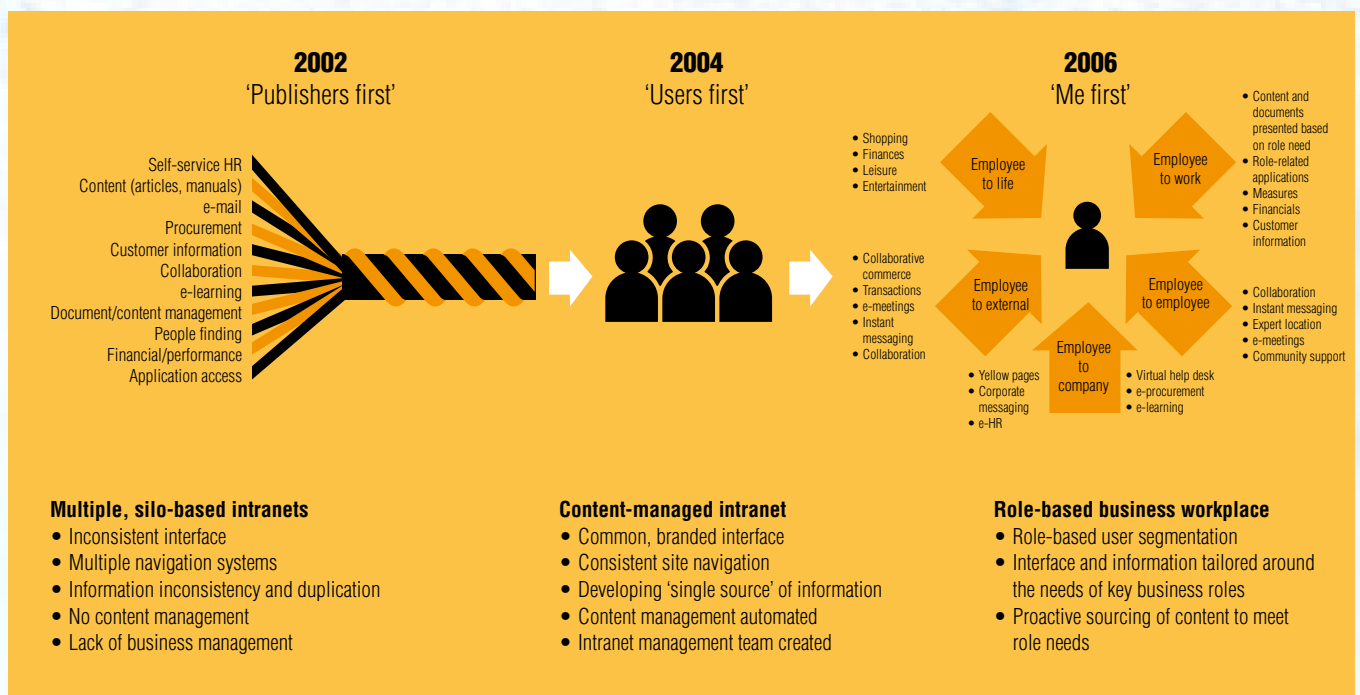 2002
'Publishers first'
Self-service HR
Content (articles, manuals)
e-mail
Procurement
Customer information
Collaboration
e-learning
Document/content management
People finding
Financial/performance
Application access
2004
'Users first'
2006
'Me first'
• Shopping
• Finances
• Leisure
• Entertainment
Employee
to life
Employee
to work
• Content and
documents
presented based
on role need
• Role-related
applications
• Measures
• Financials
• Customer
information
• Collaborative
commerce
• Transactions
• e-meetings
• Instant
messaging
• Collaboration
Employee
to external
Employee
to employee
• Collaboration
• Instant messaging
• Expert location
• e-meetings
• Community support
Employee
to
company
• Yellow pages
• Corporate
messaging
• e-HR
• Virtual help desk
• e-procurement
• e-learning
Multiple, silo-based intranets
• Inconsistent interface
• Multiple navigation systems
• Information inconsistency and duplication
• No content management
• Lack of business management
Content-managed intranet
• Common, branded interface
• Consistent site navigation
• Developing 'single source' of information
• Content management automated
• Intranet management team created
Role-based business workplace
• Role-based user segmentation
• Interface and information tailored around
the needs of key business roles
• Proactive sourcing of content to meet
role needs